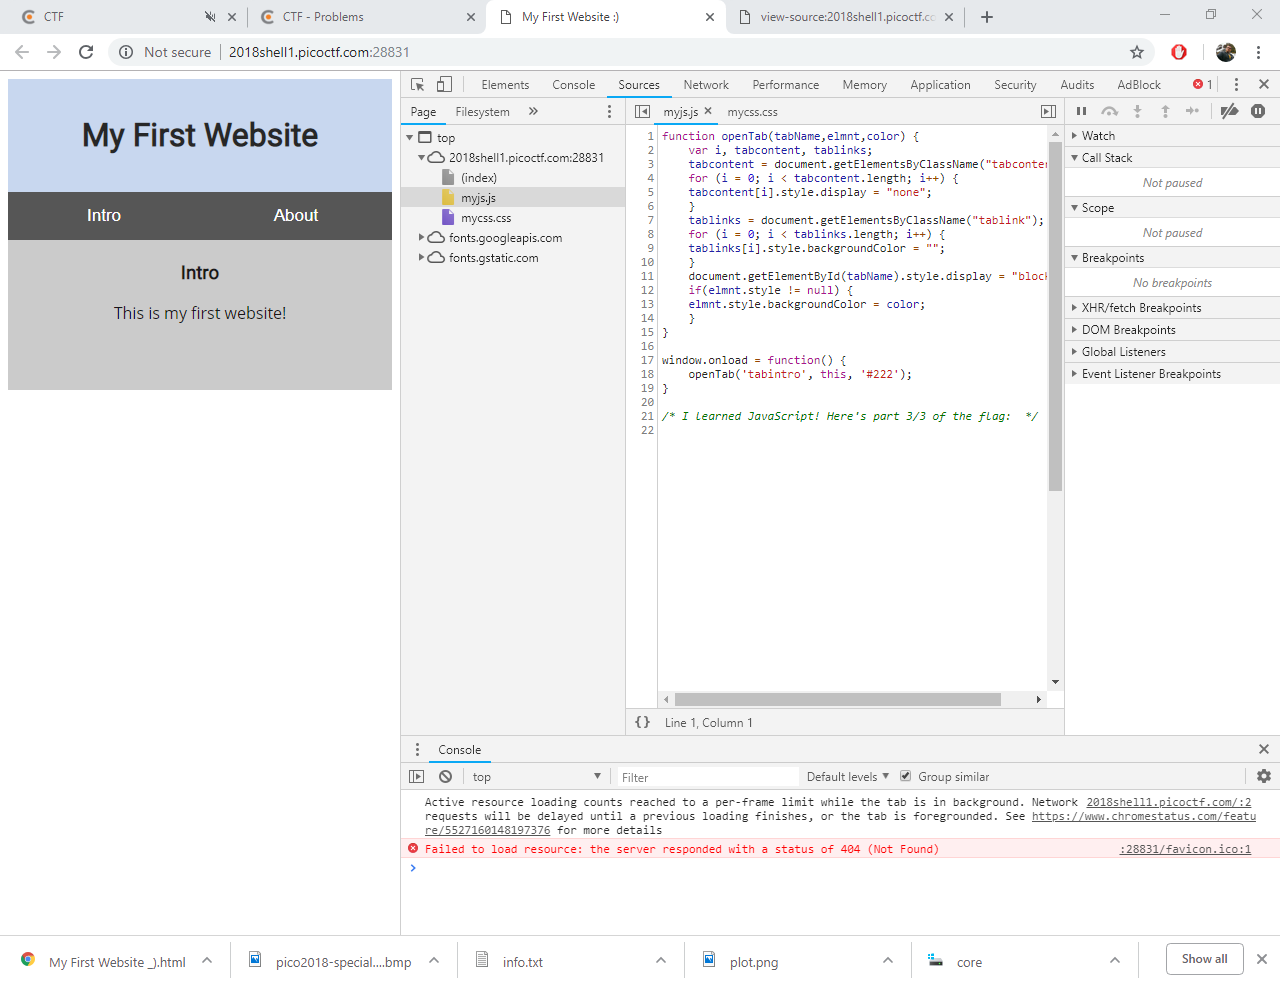 CTF
CTF - Problems
My First Website :)
view-source:2018shell1.picoctf.co
Not secure
2018shell1.picoctf.com:28831
My First Website
Intro
About
Intro
This is my first website!
Elements
Console
Sources
Network
Performance
Memory
Application
Security
Audits
AdBlock
1
Page
Filesystem
»
myjs.js
mycss.css
top
2018shell1.picoctf.com:28831
(index)
myjs.js
mycss.css
fonts.googleapis.com
fonts.gstatic.com
1 function openTab(tabName,elmnt,color) {
2 var i, tabcontent, tablinks;
3 tabcontent = document.getElementsByClassName("tabconter
4 for (i = 0; i < tabcontent.length; i++) {
5 tabcontent[i].style.display = "none";
6 }
7 tablinks = document.getElementsByClassName("tablink");
8 for (i = 0; i < tablinks.length; i++) {
9 tablinks[i].style.backgroundColor = "";
10 }
11 document.getElementById(tabName).style.display = "block
12 if(elmnt.style != null) {
13 elmnt.style.backgroundColor = color;
14 }
15 }
16
17 window.onload = function() {
18 openTab('tabintro', this, '#222');
19 }
20
21 /* I learned JavaScript! Here's part 3/3 of the flag:  */
22
{} Line 1, Column 1
Watch
Call Stack
Not paused
Scope
Not paused
Breakpoints
No breakpoints
XHR/fetch Breakpoints
DOM Breakpoints
Global Listeners
Event Listener Breakpoints
Console
top
Filter
Default levels
Group similar
Active resource loading counts reached to a per-frame limit while the tab is in background. Network 2018shell1.picoctf.com/:2
requests will be delayed until a previous loading finishes, or the tab is foregrounded. See https://www.chromestatus.com/featu
re/5527160148197376 for more details
Failed to load resource: the server responded with a status of 404 (Not Found) :28831/favicon.ico:1
My First Website _).html
pico2018-special....bmp
info.txt
plot.png
core
Show all